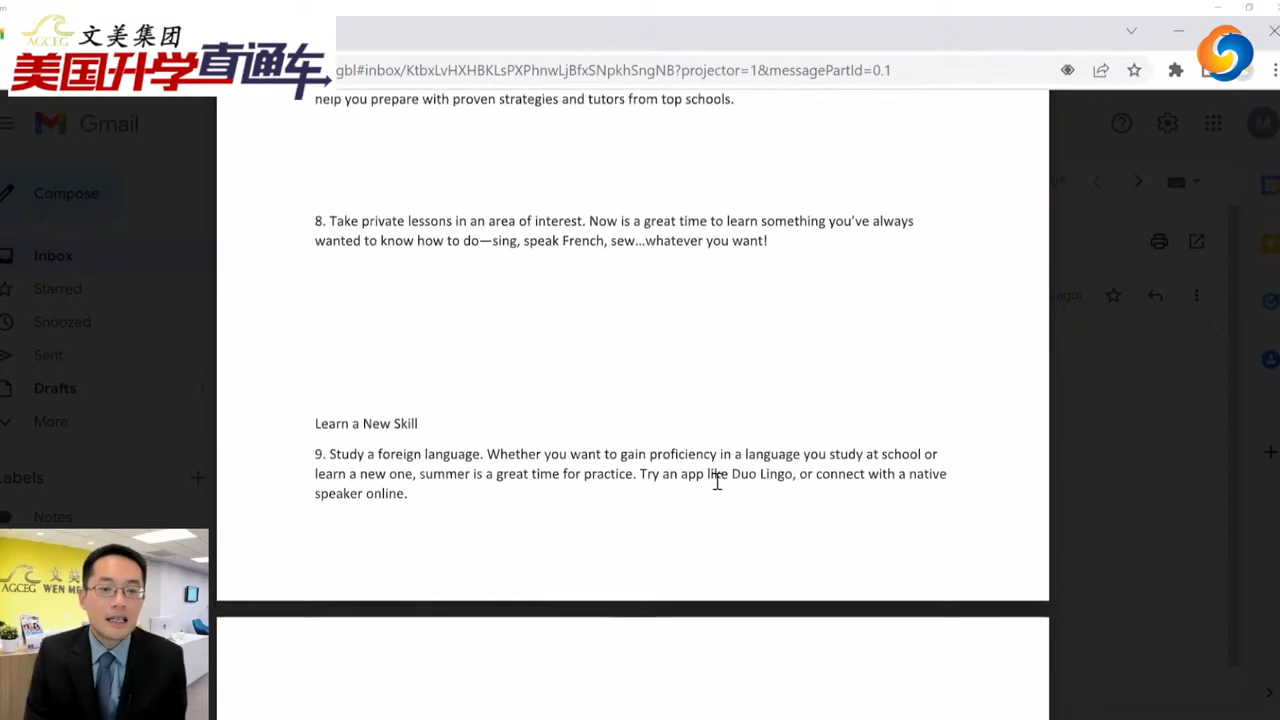 AGCEG 文美集团
美国升学直通车
gbl#inbox/KtbxLvHXHBKLsPXPhnwLjBfxSNpkhSngNB?projector=1&messagePartId=0.1
Gmail
M
Compose
Inbox
Starred
Snoozed
Sent
Drafts
More
Labels
Notes
help you prepare with proven strategies and tutors from top schools.
8. Take private lessons in an area of interest. Now is a great time to learn something you've always
wanted to know how to do—sing, speak French, sew…whatever you want!
Learn a New Skill
9. Study a foreign language. Whether you want to gain proficiency in a language you study at school or
learn a new one, summer is a great time for practice. Try an app like Duo Lingo, or connect with a native
speaker online.
AGCEG WEN ME
文美